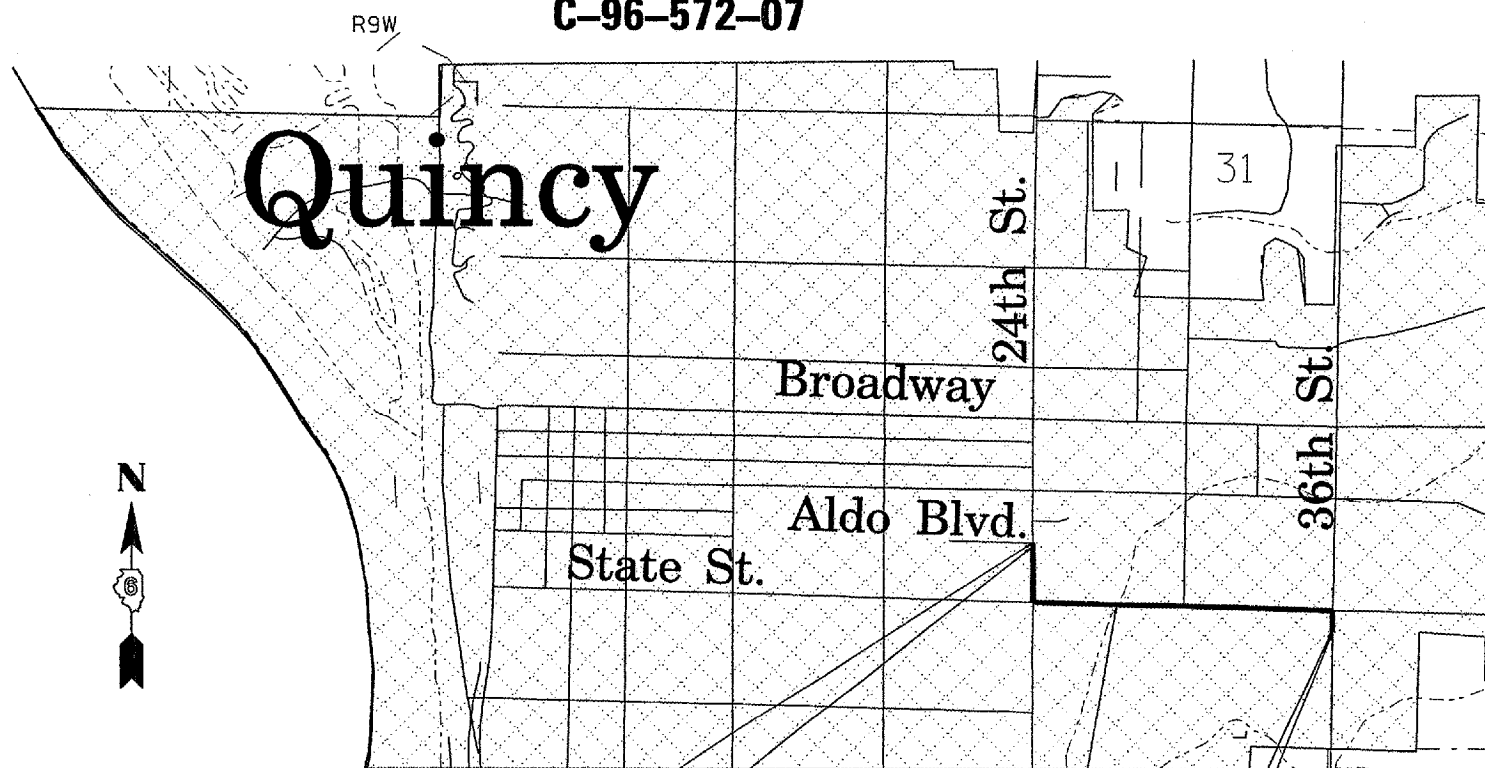 R9W
C–96–572–07
Quincy
31
24th St.
Broadway
36th St.
N
Aldo Blvd.
State St.
6